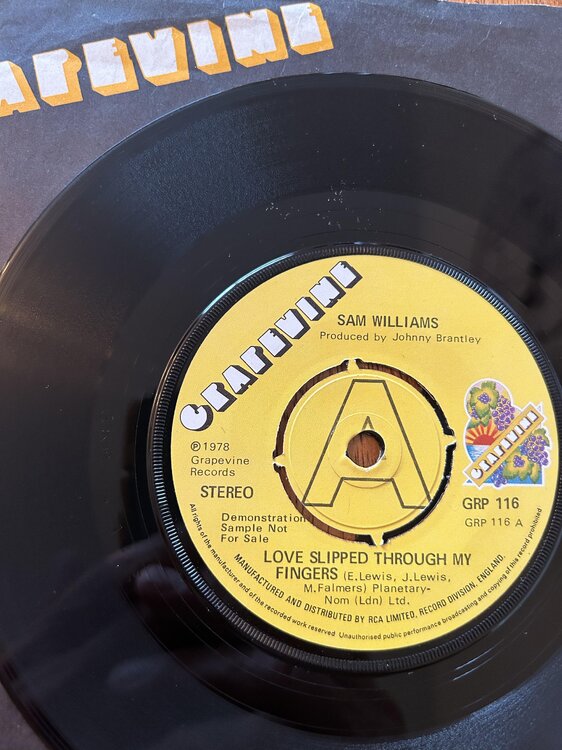 GRAPEVINE
GRAPEVINE
SAM WILLIAMS
Produced by Johnny Brantley
℗ 1978
Grapevine
Records
STEREO
A
GRAPEVINE
GRP 116
GRP 116 A
Demonstration
Sample Not
For Sale
LOVE SLIPPED THROUGH MY
FINGERS (E.Lewis, J.Lewis,
M.Falmers) Planetary-
Nom (Ldn) Ltd.
MANUFACTURED AND DISTRIBUTED BY RCA LIMITED, RECORD DIVISION, ENGLAND.
All rights of the manufacturer and of the recorded work reserved Unauthorised public performance broadcasting and copying of this record prohibited